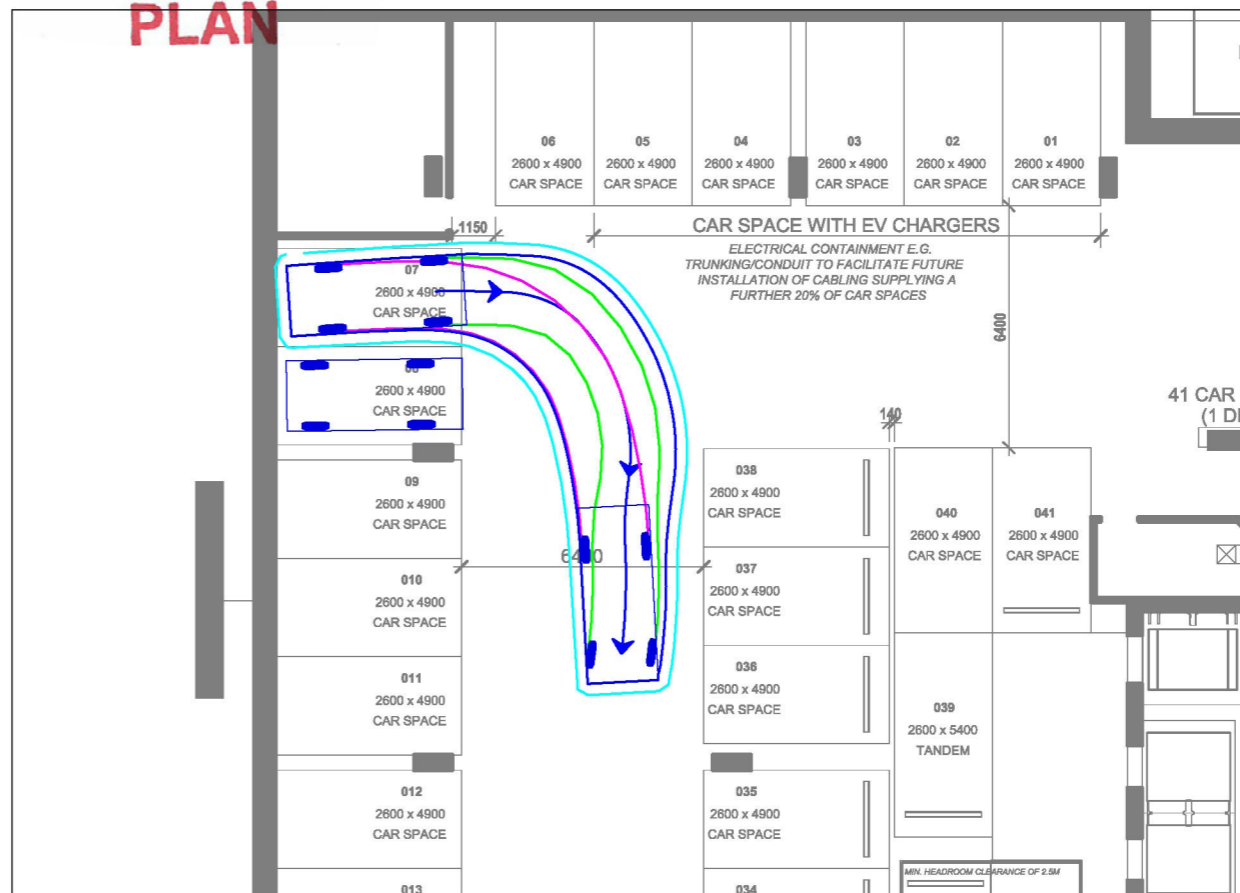 PLAN
06
2600 x 4900
CAR SPACE
05
2600 x 4900
CAR SPACE
04
2600 x 4900
CAR SPACE
03
2600 x 4900
CAR SPACE
02
2600 x 4900
CAR SPACE
01
2600 x 4900
CAR SPACE
1150
CAR SPACE WITH EV CHARGERS
ELECTRICAL CONTAINMENT E.G.
TRUNKING/CONDUIT TO FACILITATE FUTURE
INSTALLATION OF CABLING SUPPLYING A
FURTHER 20% OF CAR SPACES
6400
07
2600 x 4900
CAR SPACE
08
2600 x 4900
CAR SPACE
41 CAR
140
09
2600 x 4900
CAR SPACE
038
2600 x 4900
CAR SPACE
040
2600 x 4900
CAR SPACE
041
2600 x 4900
CAR SPACE
010
2600 x 4900
CAR SPACE
037
2600 x 4900
CAR SPACE
011
2600 x 4900
CAR SPACE
036
2600 x 4900
CAR SPACE
039
2600 x 5400
TANDEM
012
2600 x 4900
CAR SPACE
035
2600 x 4900
CAR SPACE
MIN. HEADROOM CLEARANCE OF 2.5M
013
034